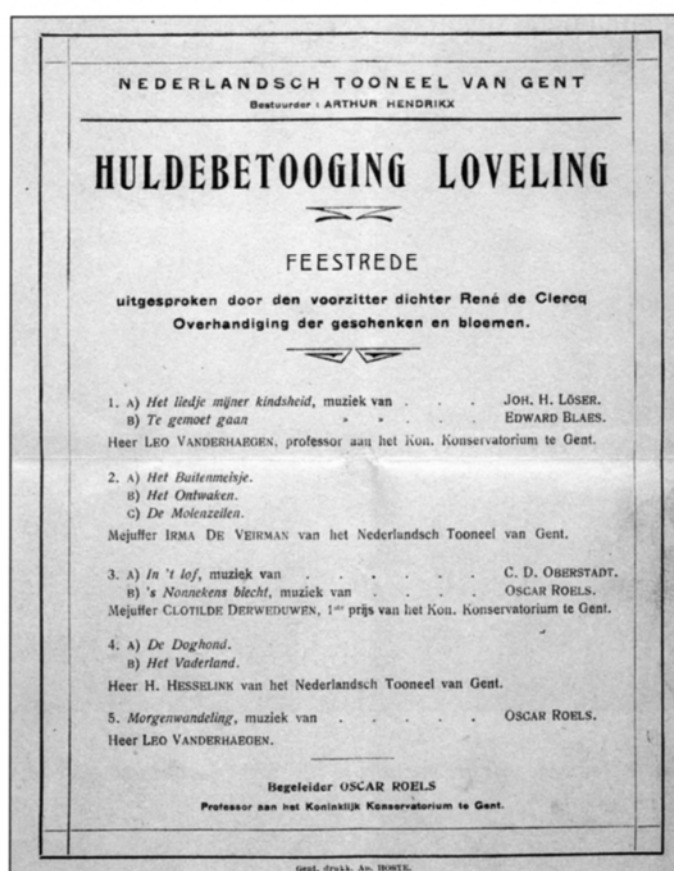 NEDERLANDSCH TOONEEL VAN GENT
Bestuurder : ARTHUR HENDRIKX
HULDEBETOOGING LOVELING
FEESTREDE
uitgesproken door den voorzitter dichter René de Clercq
Overhandiging der geschenken en bloemen.
1. A) Het liedje mijner kindsheid, muziek van . . . JOH. H. LÖSER.
B) Te gemoet gaan » » . . . EDWARD BLAES.
Heer LEO VANDERHAEGEN, professor aan het Kon. Konservatorium te Gent.
2. A) Het Buitenmeisje.
B) Het Ontwaken.
C) De Molenzeilen.
Mejuffer IRMA DE VEIRMAN van het Nederlandsch Tooneel van Gent.
3. A) In 't lof, muziek van . . . . . . C. D. OBERSTADT.
B) 's Nonnekens biecht, muziek van . . . . OSCAR ROELS.
Mejuffer CLOTILDE DERWEDUWEN, 1ste prijs van het Kon. Konservatorium te Gent.
4. A) De Doghond.
B) Het Vaderland.
Heer H. HESSELINK van het Nederlandsch Tooneel van Gent.
5. Morgenwandeling, muziek van . . . . . OSCAR ROELS.
Heer LEO VANDERHAEGEN.
Begeleider OSCAR ROELS
Professor aan het Koninklijk Konservatorium te Gent.
Gent, drukk. Ap. HOSTE.